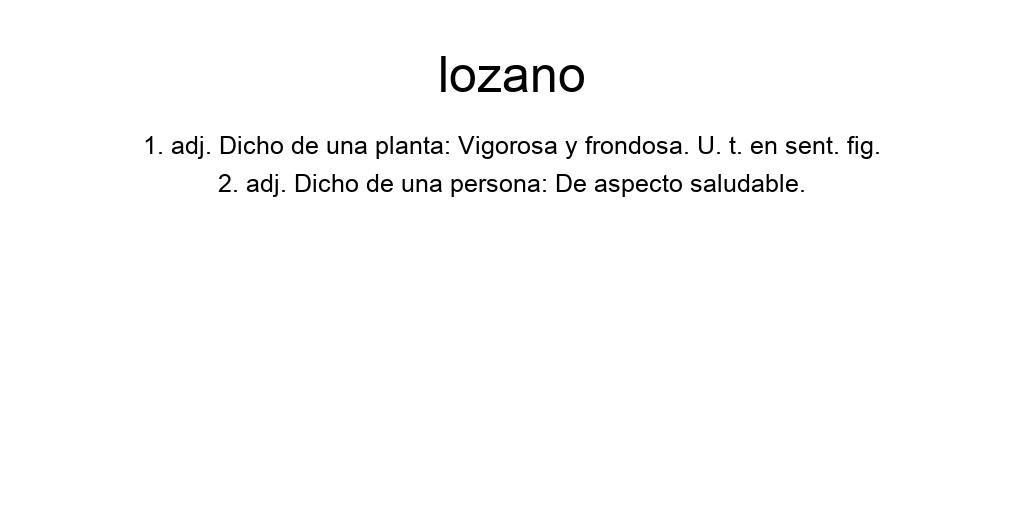 lozano
1. adj. Dicho de una planta: Vigorosa y frondosa. U. t. en sent. fig.
2. adj. Dicho de una persona: De aspecto saludable.